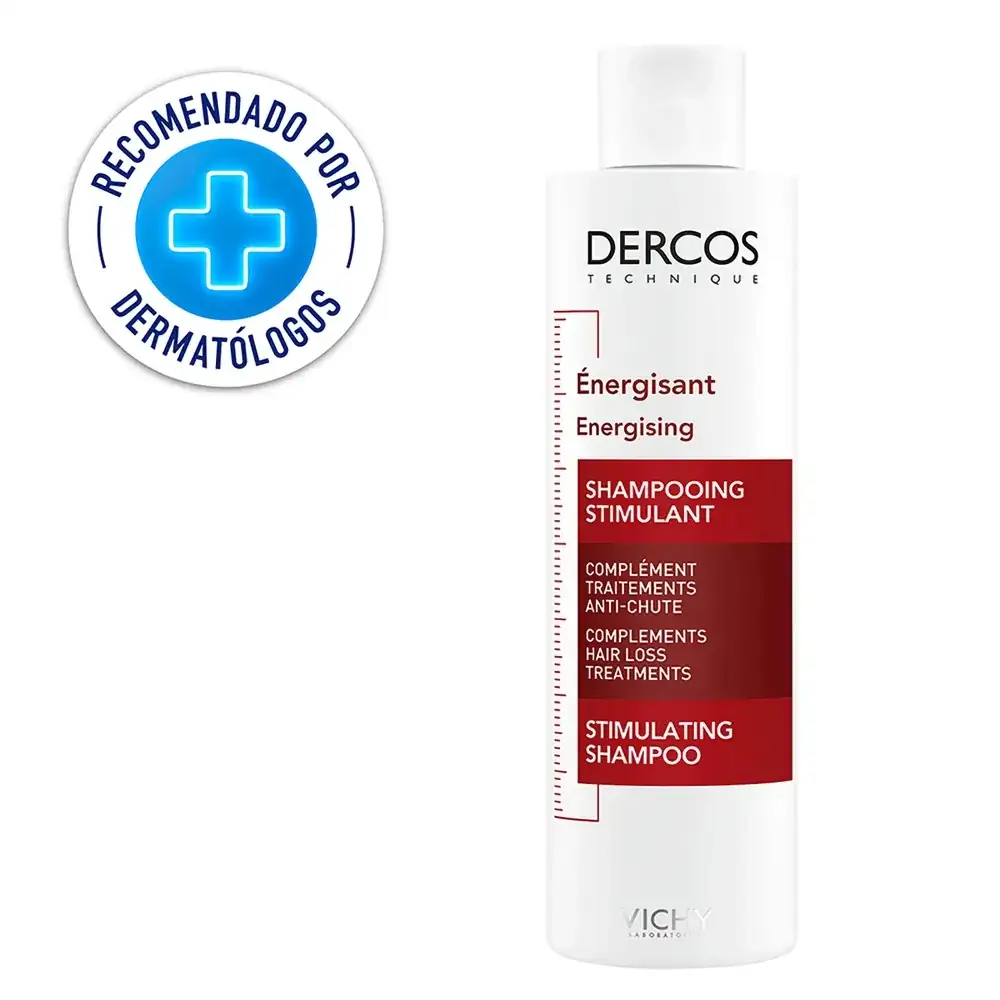 RECOMENDADO POR
DERMATÓLOGOS
DERCOS
TECHNIQUE
Énergisant
Energising
SHAMPOOING
STIMULANT
COMPLÉMENT
TRAITEMENTS
ANTI-CHUTE
COMPLEMENTS
HAIR LOSS
TREATMENTS
STIMULATING
SHAMPOO
VICHY
LABORATOIRES